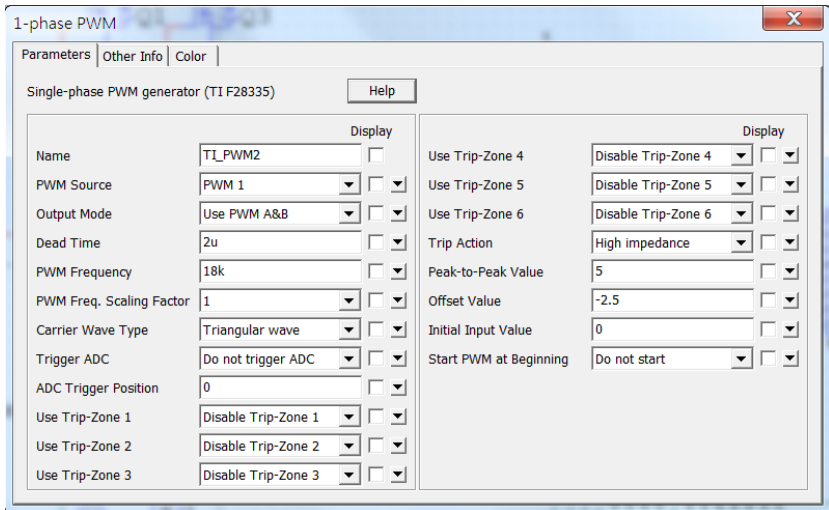 1-phase PWM
Parameters Other Info Color
Single-phase PWM generator (TI F28335) Help
Display
Name TI_PWM2
PWM Source PWM 1
Output Mode Use PWM A&B
Dead Time 2u
PWM Frequency 18k
PWM Freq. Scaling Factor 1
Carrier Wave Type Triangular wave
Trigger ADC Do not trigger ADC
ADC Trigger Position 0
Use Trip-Zone 1 Disable Trip-Zone 1
Use Trip-Zone 2 Disable Trip-Zone 2
Use Trip-Zone 3 Disable Trip-Zone 3
Display
Use Trip-Zone 4 Disable Trip-Zone 4
Use Trip-Zone 5 Disable Trip-Zone 5
Use Trip-Zone 6 Disable Trip-Zone 6
Trip Action High impedance
Peak-to-Peak Value 5
Offset Value -2.5
Initial Input Value 0
Start PWM at Beginning Do not start